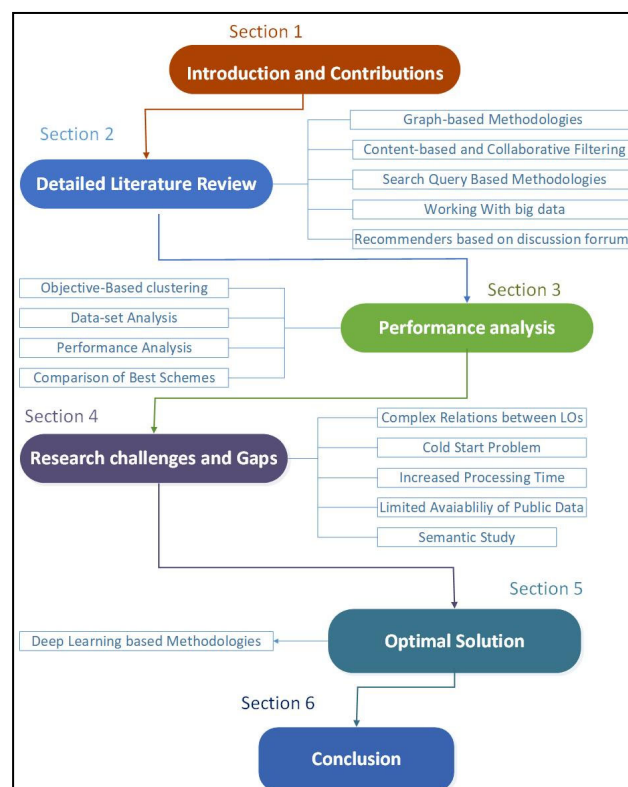 Section 1
Introduction and Contributions
Section 2
Detailed Literature Review
Graph-based Methodologies
Content-based and Collaborative Filtering
Search Query Based Methodologies
Working With big data
Recommenders based on discussion forrum
Section 3
Performance analysis
Objective-Based clustering
Data-set Analysis
Performance Analysis
Comparison of Best Schemes
Section 4
Research challenges and Gaps
Complex Relations between LOs
Cold Start Problem
Increased Processing Time
Limited Avaiabliliy of Public Data
Semantic Study
Section 5
Optimal Solution
Deep Learning based Methodologies
Section 6
Conclusion